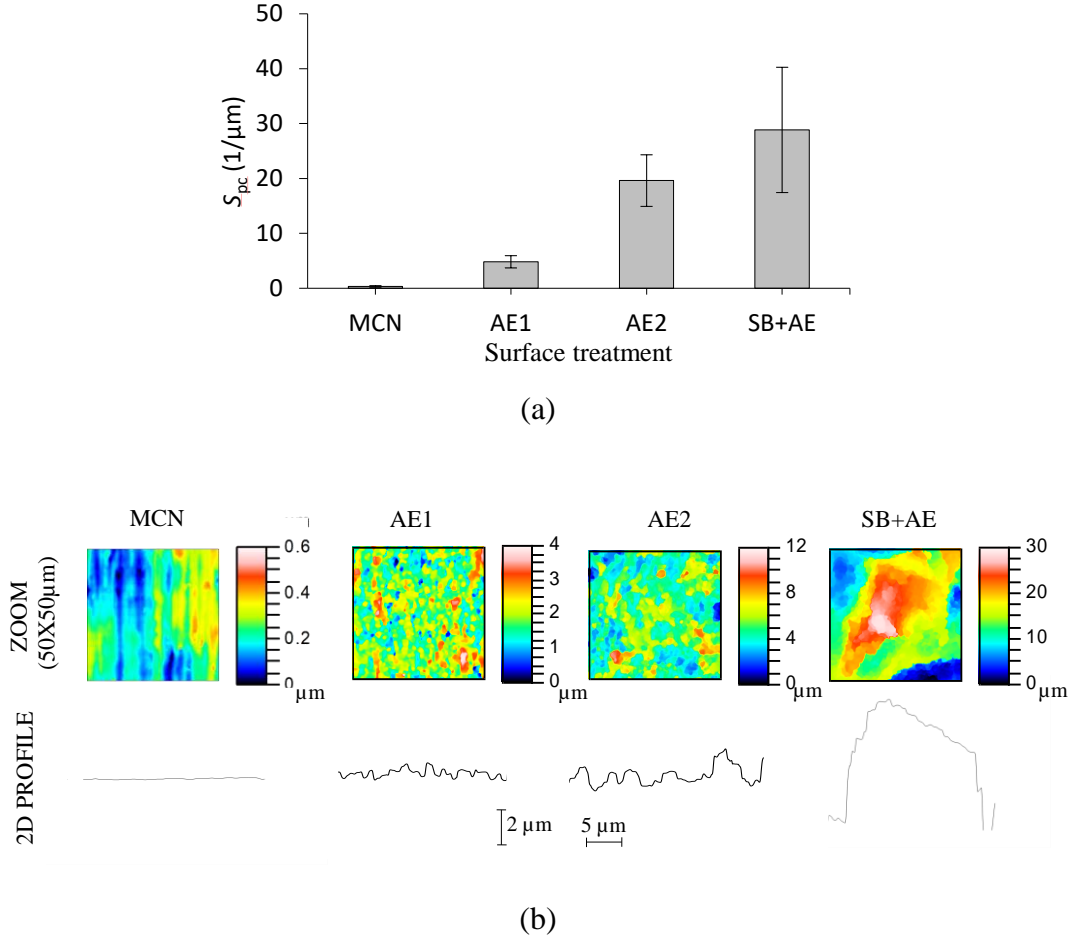 50
40
30
20
10
0
Spc (1/µm)
MCN AE1 AE2 SB+AE
Surface treatment
(a)
MCN AE1 AE2 SB+AE
ZOOM
(50X50µm)
0.6
0.4
0.2
0
µm
4
3
2
1
0
µm
12
8
4
0
µm
30
20
10
0
µm
2D PROFILE
2 µm 5 µm
(b)